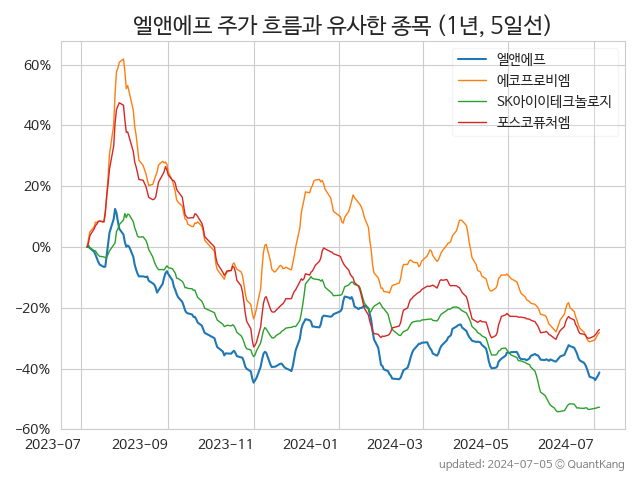 엘앤에프 주가 흐름과 유사한 종목 (1년, 5일선)
엘앤에프
에코프로비엠
SK아이이테크놀로지
포스코퓨처엠
60%
40%
20%
0%
−20%
−40%
−60%
2023-07
2023-09
2023-11
2024-01
2024-03
2024-05
2024-07
updated: 2024-07-05 © QuantKang